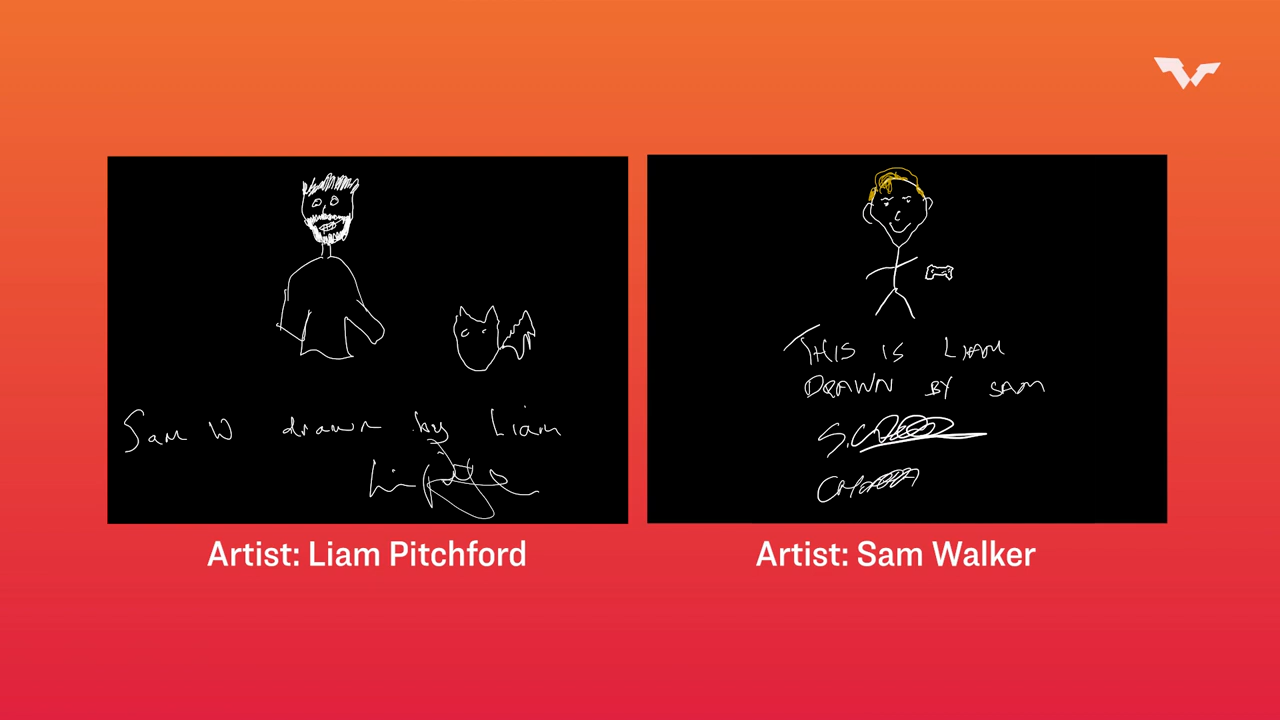 Sam W drawn by Liam
Artist: Liam Pitchford
THIS IS LIAM
DRAWN BY SAM
Artist: Sam Walker